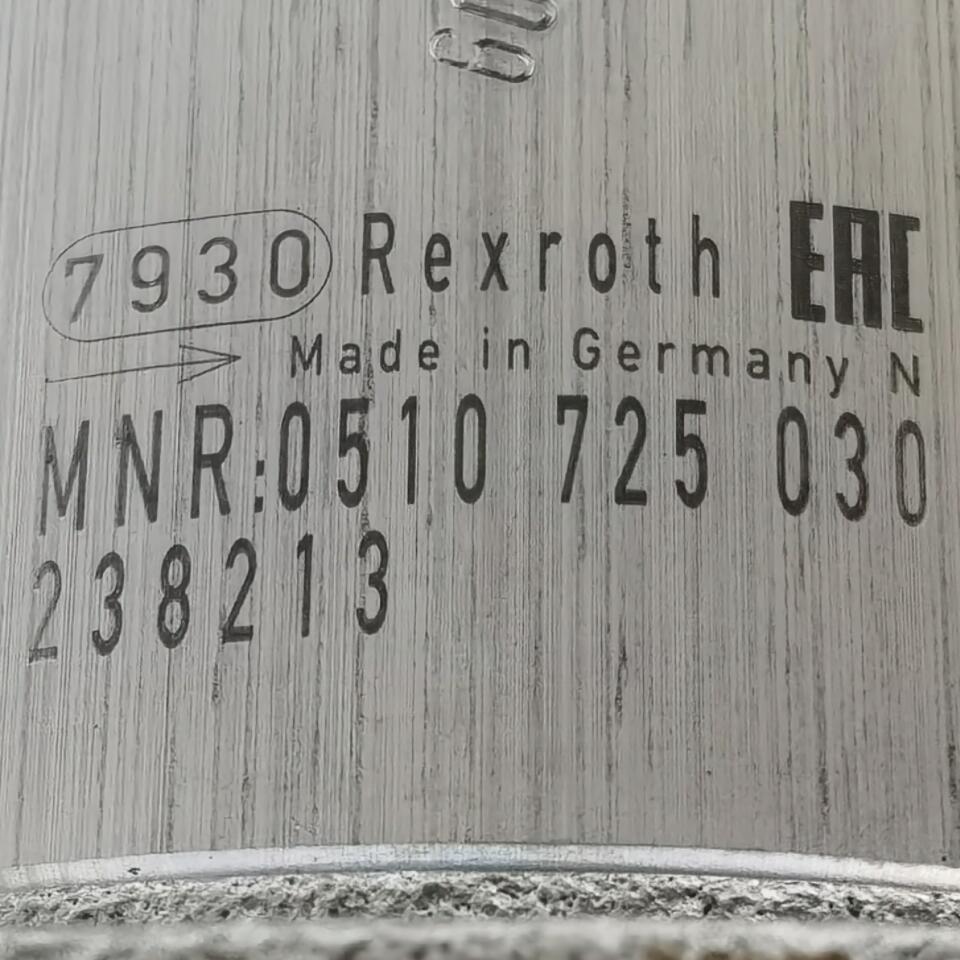 7930 Rexroth EAC
Made in Germany N
MNR:0510 725 030
238213